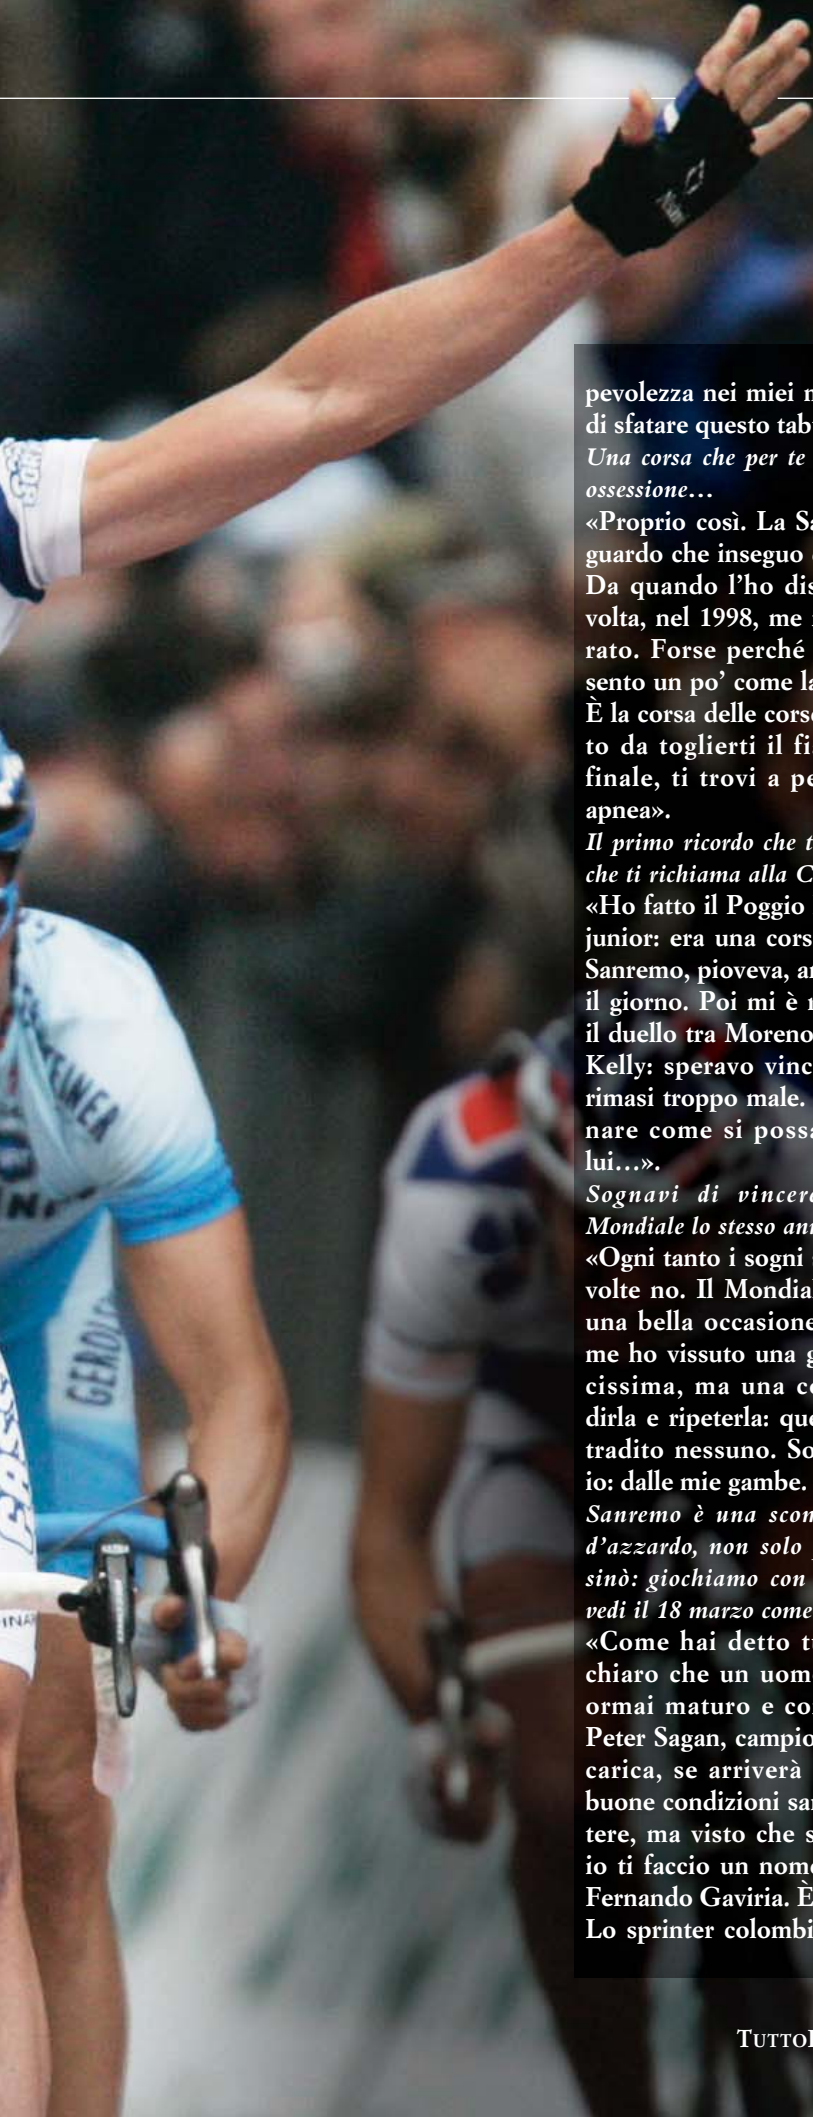 pevolezza nei miei m
di sfatare questo tab
Una corsa che per te
ossessione…
«Proprio così. La Sa
guardo che inseguo
Da quando l'ho dis
volta, nel 1998, me
rato. Forse perché
sento un po' come la
È la corsa delle corse
to da toglierti il fi
finale, ti trovi a pe
apnea».
Il primo ricordo che t
che ti richiama alla C
«Ho fatto il Poggio
junior: era una cors
Sanremo, pioveva, an
il giorno. Poi mi è r
il duello tra Moreno
Kelly: speravo vinc
rimasi troppo male.
nare come si possa
lui…».
Sognavi di vincere
Mondiale lo stesso ann
«Ogni tanto i sogni
volte no. Il Mondial
una bella occasione
me ho vissuto una g
cissima, ma una co
dirla e ripeterla: que
tradito nessuno. So
io: dalle mie gambe.
Sanremo è una scom
d'azzardo, non solo
sinò: giochiamo con
vedi il 18 marzo come
«Come hai detto tu
chiaro che un uomo
ormai maturo e con
Peter Sagan, campio
carica, se arriverà
buone condizioni sar
tere, ma visto che s
io ti faccio un nome
Fernando Gaviria. È
Lo sprinter colombi
TUTTO
GEROL